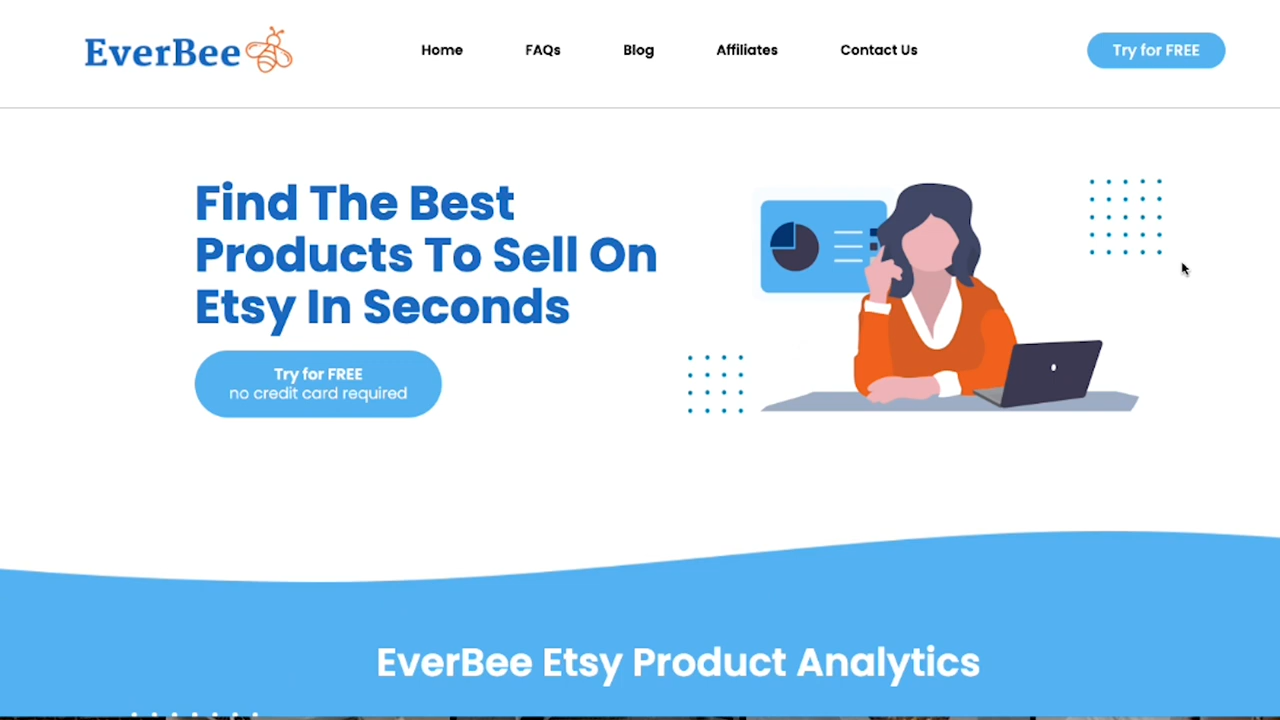 EverBee
Home
FAQs
Blog
Affiliates
Contact Us
Try for FREE
Find The Best
Products To Sell On
Etsy In Seconds
Try for FREE
no credit card required
EverBee Etsy Product Analytics